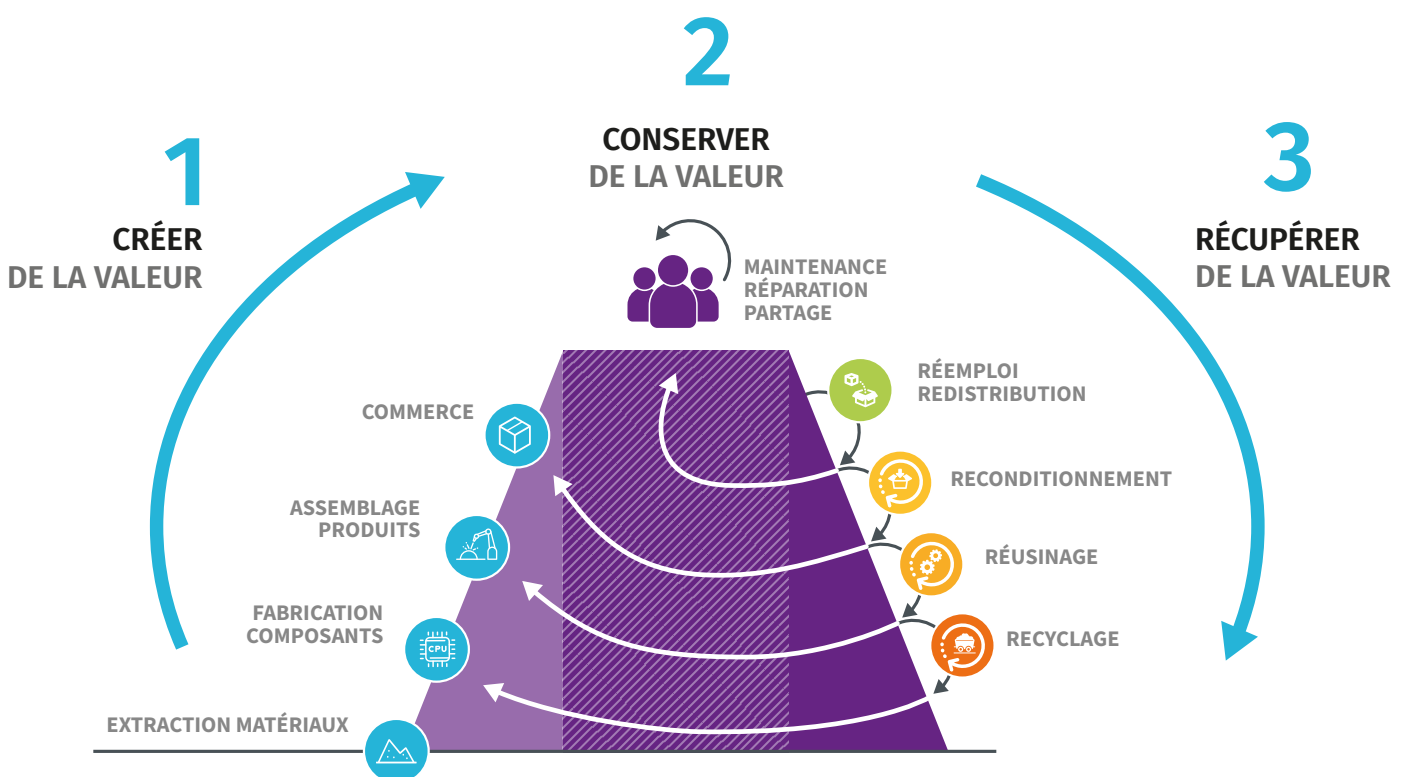 1
CRÉER
DE LA VALEUR
2
CONSERVER
DE LA VALEUR
3
RÉCUPÉRER
DE LA VALEUR
MAINTENANCE
RÉPARATION
PARTAGE
COMMERCE
ASSEMBLAGE
PRODUITS
FABRICATION
COMPOSANTS
CPU
EXTRACTION MATÉRIAUX
RÉEMPLOI
REDISTRIBUTION
RECONDITIONNEMENT
RÉUSINAGE
RECYCLAGE